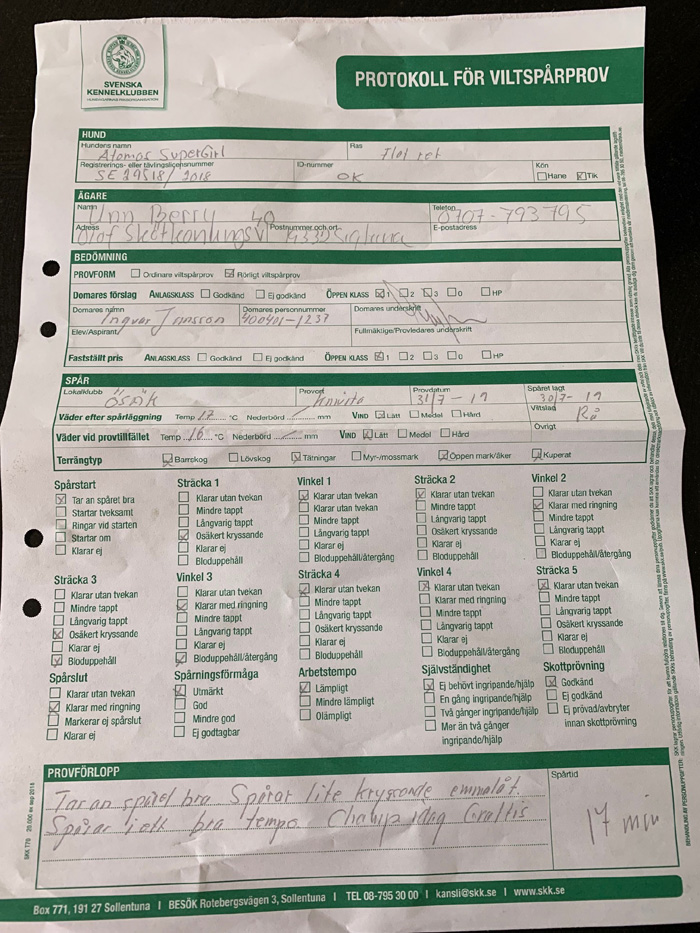 SVENSKA
KENNELKLUBBEN
PROTOKOLL FÖR VILTSPÅRPROV
HUND
Hundens namn Ras
Atomas SuperGirl Flat ret
Registrerings- eller tävlingslicensnummer ID-nummer Kön
SE 29518/2018 OK Hane Tik
ÄGARE
Namn Telefon
Ann Berry 0707-793795
Adress Postnummer och ort E-postadress
Olof Skötkonungs V 40 Sigtuna
BEDÖMNING
PROVFORM Ordinarie viltspårprov Rörligt viltspårprov
Domares förslag ANLAGSKLASS Godkänd Ej godkänd ÖPPEN KLASS 1 2 3 0 HP
Domares namn Domares personnummer Domares underskrift
Ingvar Jonsson 400401-1237
Elev/Aspirant Fullmäktige/Provledares underskrift
Fastställt pris ANLAGSKLASS Godkänd Ej godkänd ÖPPEN KLASS 1 2 3 0 HP
SPÅR
Lokalklubb Provort Provdatum Spåret lagt
ÖSÄK 31/7-19 30/7-19
Väder efter spårläggning Temp 17 °C Nederbörd mm VIND Lätt Medel Hård Viltslag Rå
Väder vid provtillfället Temp 16 °C Nederbörd mm VIND Lätt Medel Hård Övrigt
Terrängtyp Barrskog Lövskog Tätningar Myr-/mossmark Öppen mark/åker Kuperat
Spårstart
Tar an spåret bra
Startar tveksamt
Ringar vid starten
Startar om
Klarar ej
Sträcka 1
Klarar utan tvekan
Mindre tappt
Långvarig tappt
Osäkert kryssande
Klarar ej
Bloduppehåll
Vinkel 1
Klarar utan tvekan
Klarar med ringning
Mindre tappt
Långvarig tappt
Klarar ej
Bloduppehåll/återgång
Sträcka 2
Klarar utan tvekan
Mindre tappt
Långvarig tappt
Osäkert kryssande
Klarar ej
Bloduppehåll
Vinkel 2
Klarar utan tvekan
Klarar med ringning
Mindre tappt
Långvarig tappt
Klarar ej
Bloduppehåll/återgång
Sträcka 3
Klarar utan tvekan
Mindre tappt
Långvarig tappt
Osäkert kryssande
Klarar ej
Bloduppehåll
Vinkel 3
Klarar utan tvekan
Klarar med ringning
Mindre tappt
Långvarig tappt
Klarar ej
Bloduppehåll/återgång
Sträcka 4
Klarar utan tvekan
Mindre tappt
Långvarig tappt
Osäkert kryssande
Klarar ej
Bloduppehåll
Vinkel 4
Klarar utan tvekan
Klarar med ringning
Mindre tappt
Långvarig tappt
Klarar ej
Bloduppehåll/återgång
Sträcka 5
Klarar utan tvekan
Mindre tappt
Långvarig tappt
Osäkert kryssande
Klarar ej
Bloduppehåll
Spårslut
Klarar utan tvekan
Klarar med ringning
Markerar ej spårslut
Klarar ej
Spårningsförmåga
Utmärkt
God
Mindre god
Ej godtagbar
Arbetstempo
Lämpligt
Mindre lämpligt
Olämpligt
Självständighet
Ej behövt ingripande/hjälp
En gång ingripande/hjälp
Två gånger ingripande/hjälp
Mer än två gånger
ingripande/hjälp
Skottprövning
Godkänd
Ej godkänd
Ej prövad/avbryter
innan skottprövning
PROVFÖRLOPP
Spårtid
Tar an spåret bra. Spårar lite kryssande emmelåt.
Spårar i ett bra tempo. Champ idag Grattis
17 min
Box 771, 191 27 Sollentuna I BESÖK Rotebergsvägen 3, Sollentuna I TEL 08-795 30 00 I kansli@skk.se I www.skk.se